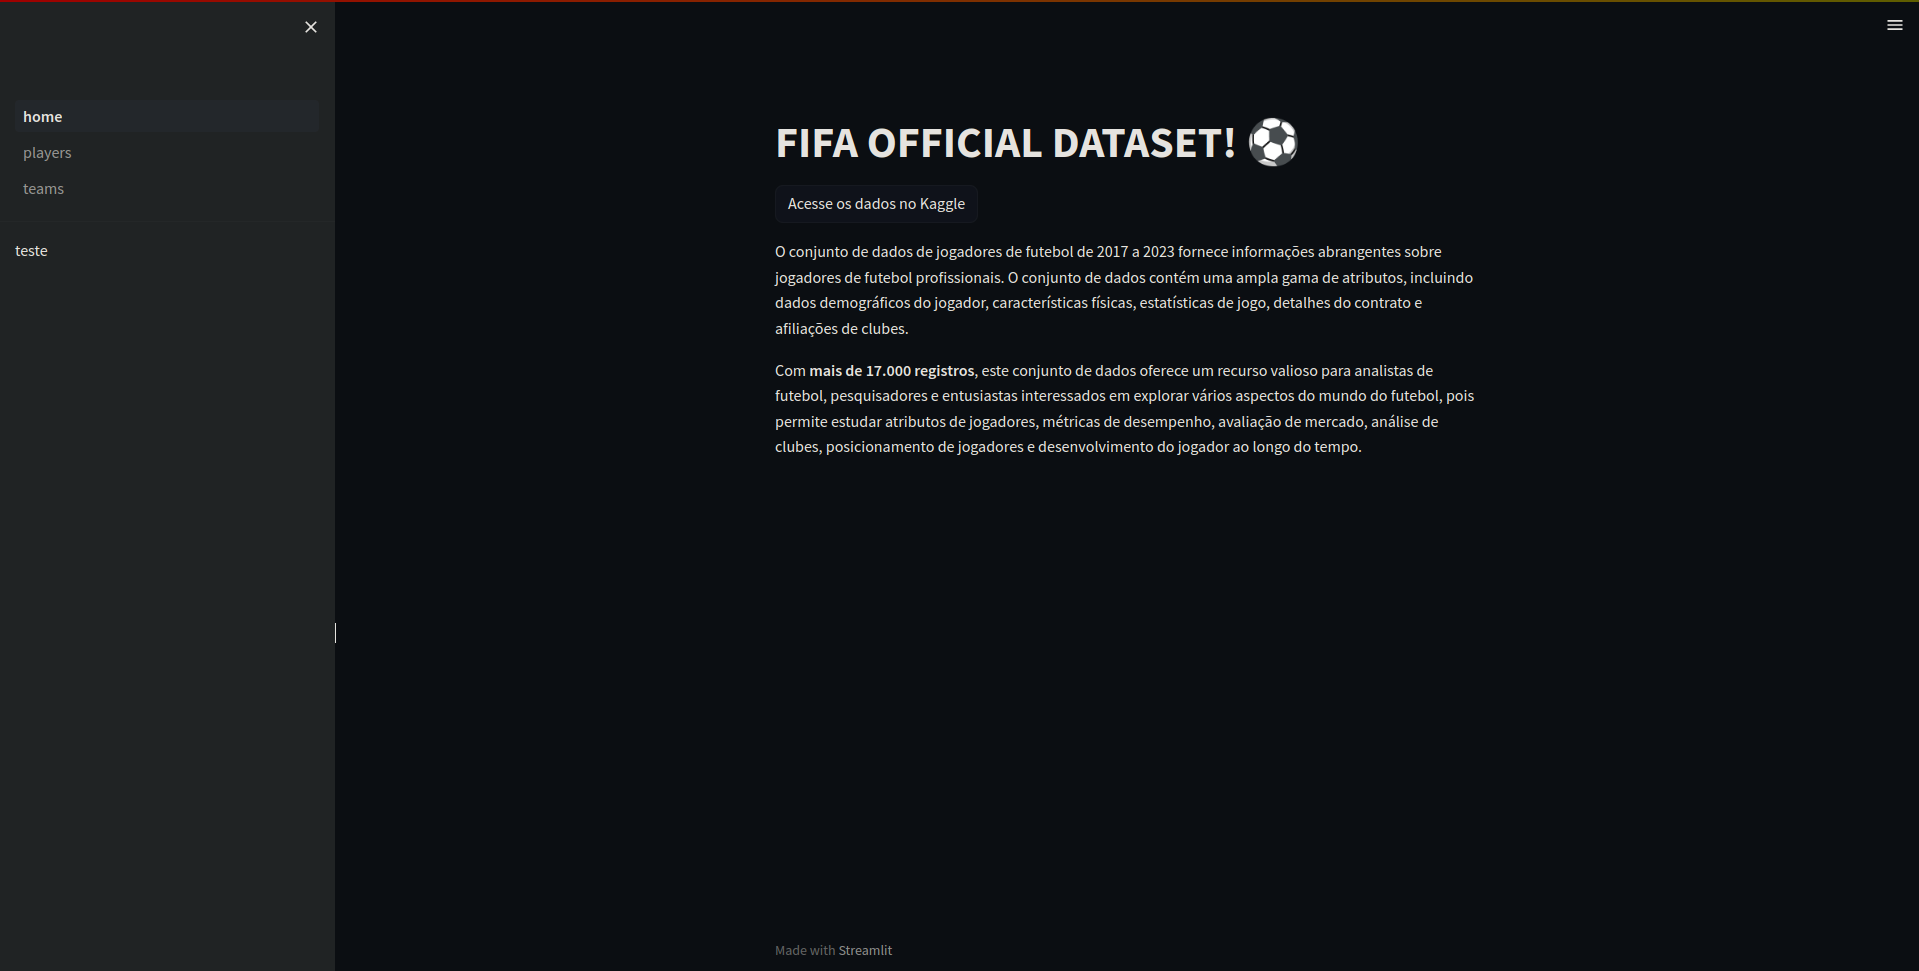 home
players
teams
teste
FIFA OFFICIAL DATASET! ⚽
Acesse os dados no Kaggle
O conjunto de dados de jogadores de futebol de 2017 a 2023 fornece informações abrangentes sobre
jogadores de futebol profissionais. O conjunto de dados contém uma ampla gama de atributos, incluindo
dados demográficos do jogador, características físicas, estatísticas de jogo, detalhes do contrato e
afiliações de clubes.
Com mais de 17.000 registros, este conjunto de dados oferece um recurso valioso para analistas de
futebol, pesquisadores e entusiastas interessados em explorar vários aspectos do mundo do futebol, pois
permite estudar atributos de jogadores, métricas de desempenho, avaliação de mercado, análise de
clubes, posicionamento de jogadores e desenvolvimento do jogador ao longo do tempo.
Made with Streamlit